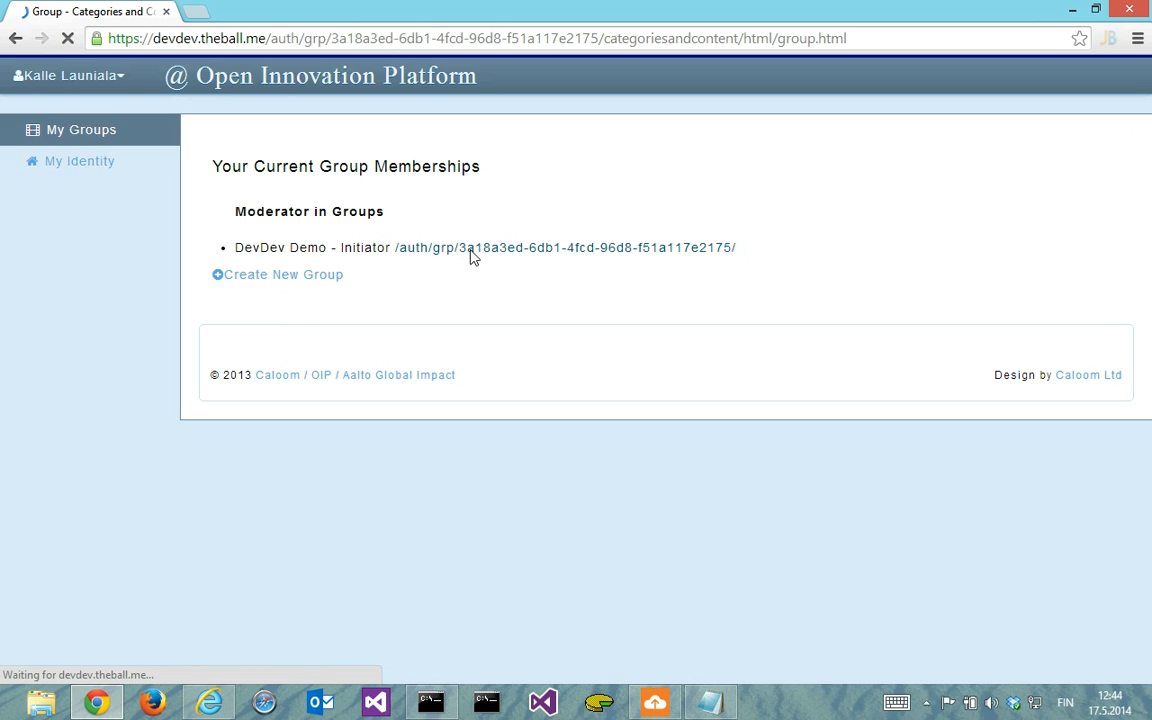 Group - Categories and Co
https://devdev.theball.me/auth/grp/3a18a3ed-6db1-4fcd-96d8-f51a117e2175/categoriesandcontent/html/group.html
JB
Kalle Launiala
@ Open Innovation Platform
My Groups
My Identity
Your Current Group Memberships
Moderator in Groups
• DevDev Demo - Initiator /auth/grp/3a18a3ed-6db1-4fcd-96d8-f51a117e2175/
Create New Group
© 2013 Caloom / OIP / Aalto Global Impact
Design by Caloom Ltd
Waiting for devdev.theball.me...
FIN
12:44
17.5.2014